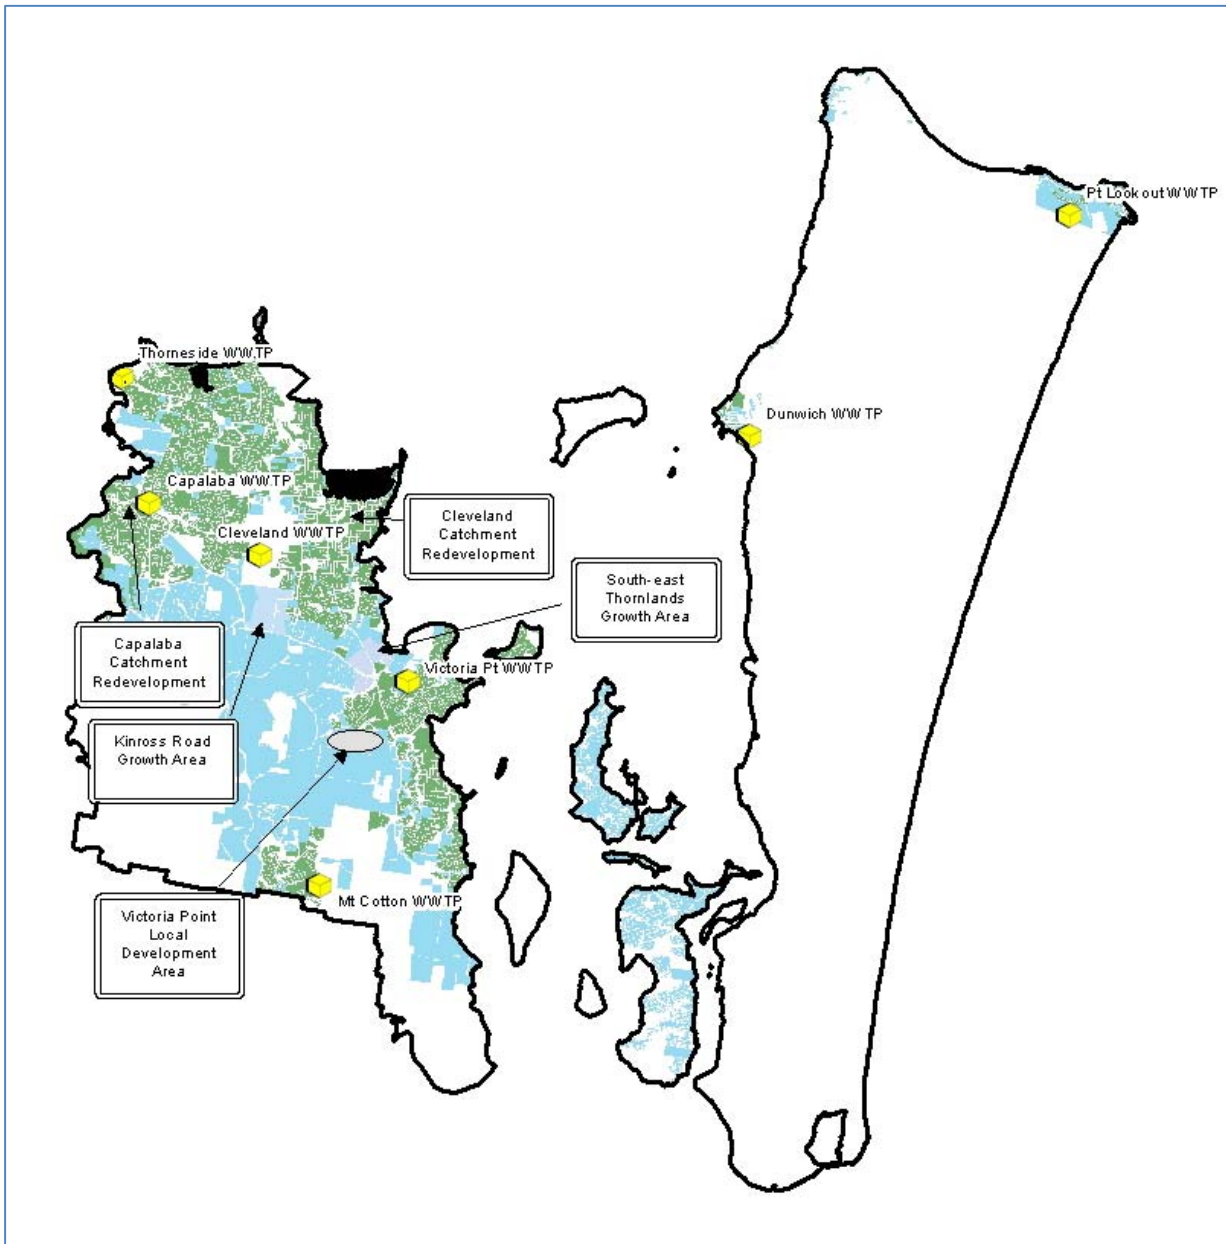 Pt Lookout WWTP
Thorneside WWTP
Dunwich WWTP
Capalaba WWTP
Cleveland WWTP
Cleveland
Catchment
Redevelopment
South-east
Thornlands
Growth Area
Capalaba
Catchment
Redevelopment
Victoria Pt WWTP
Kinross Road
Growth Area
Mt Cotton WWTP
Victoria Point
Local
Development
Area